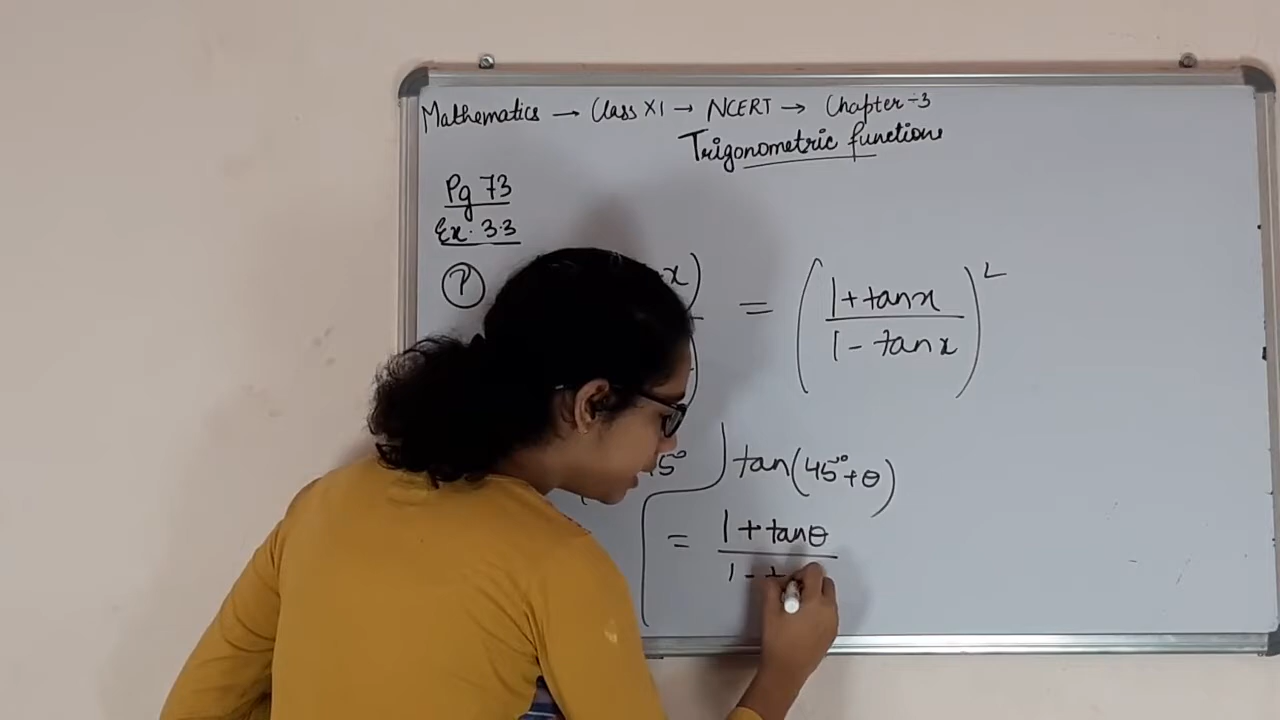 Mathematics → Class XI → NCERT → Chapter ÷3
Trigonometric functions
Pg 73
Ex. 3.3
x) = (1+tanx / 1-tanx)²
45° tan(45°+θ)
= 1+tanθ
1-t